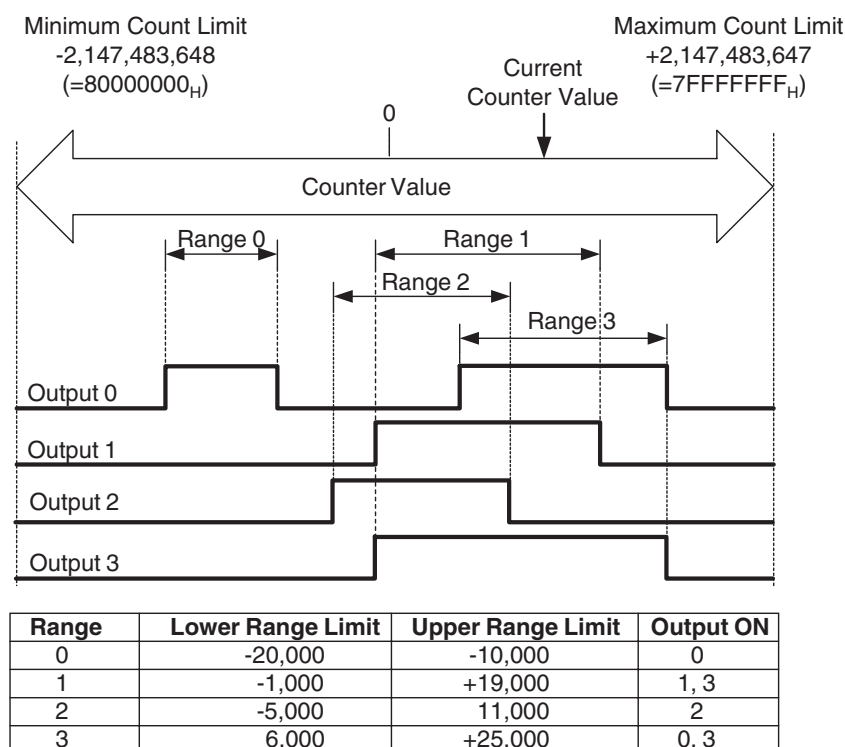 Minimum Count Limit
-2,147,483,648
(=80000000H)
Maximum Count Limit
+2,147,483,647
(=7FFFFFFFH)
Current
Counter Value
0
Counter Value
Range 0
Range 1
Range 2
Range 3
Output 0
Output 1
Output 2
Output 3
Range Lower Range Limit Upper Range Limit Output ON
0 -20,000 -10,000 0
1 -1,000 +19,000 1, 3
2 -5,000 11,000 2
3 6,000 +25,000 0, 3